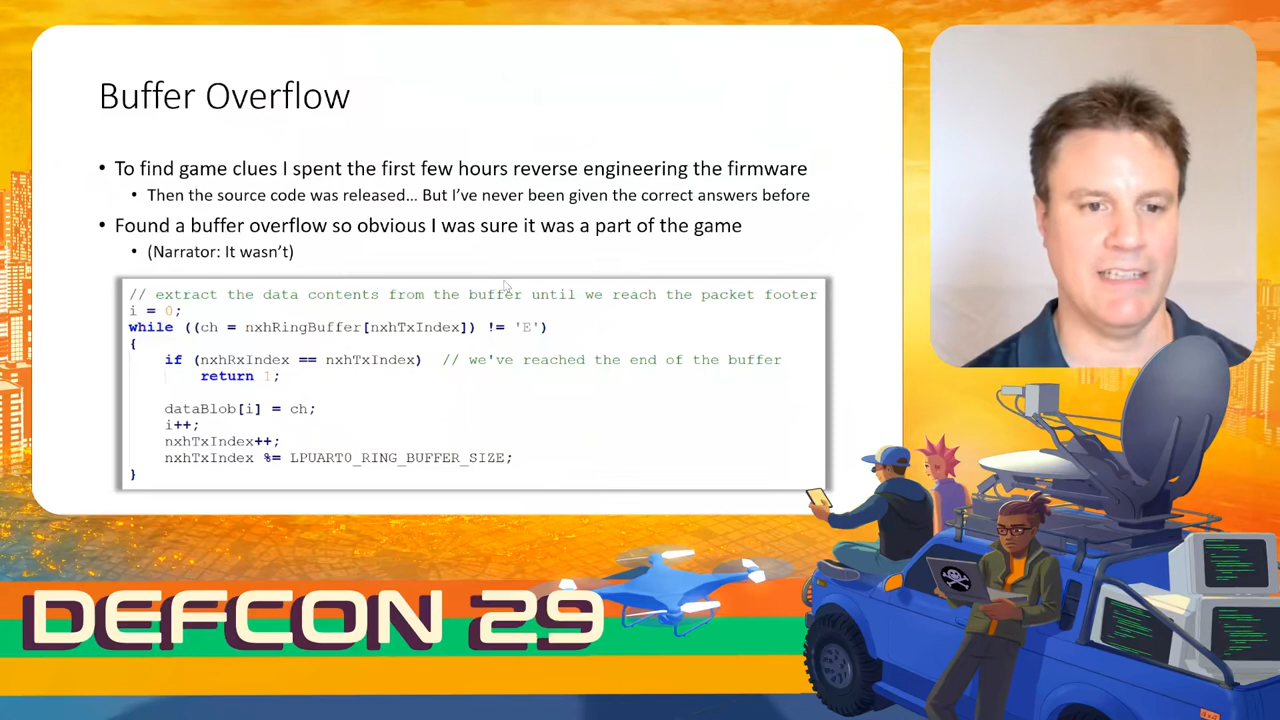 Buffer Overflow
• To find game clues I spent the first few hours reverse engineering the firmware
• Then the source code was released... But I've never been given the correct answers before
• Found a buffer overflow so obvious I was sure it was a part of the game
• (Narrator: It wasn't)
// extract the data contents from the buffer until we reach the packet footer
i = 0;
while ((ch = nxhRingBuffer[nxhTxIndex]) != 'E')
{
if (nxhRxIndex == nxhTxIndex) // we've reached the end of the buffer
return 1;
dataBlob[i] = ch;
i++;
nxhTxIndex++;
nxhTxIndex %= LPUART0_RING_BUFFER_SIZE;
}
DEFCON 29